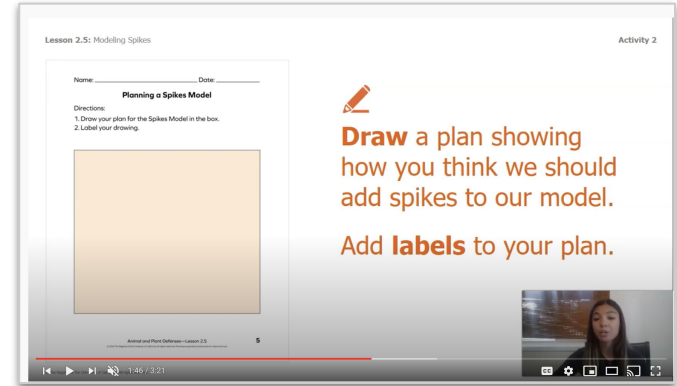 Lesson 2.5: Modeling Spikes
Activity 2
Name: Date:
Planning a Spikes Model
Directions:
1. Draw your plan for the Spikes Model in the box.
2. Label your drawing.
Draw a plan showing
how you think we should
add spikes to our model.
Add labels to your plan.
Animal and Plant Defenses—Lesson 2.5
5
1:46 / 3:21
CC